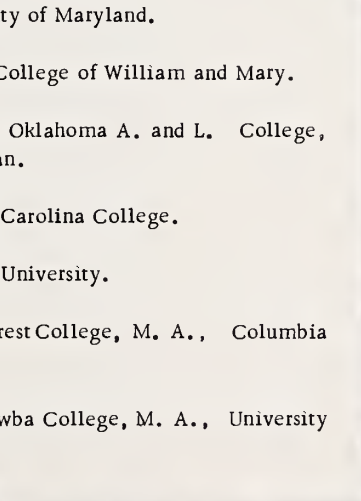 ty of Maryland.
College of William and Mary.
Oklahoma A. and L. College,
an.
Carolina College.
University.
rest College, M. A., Columbia
wba College, M. A., University